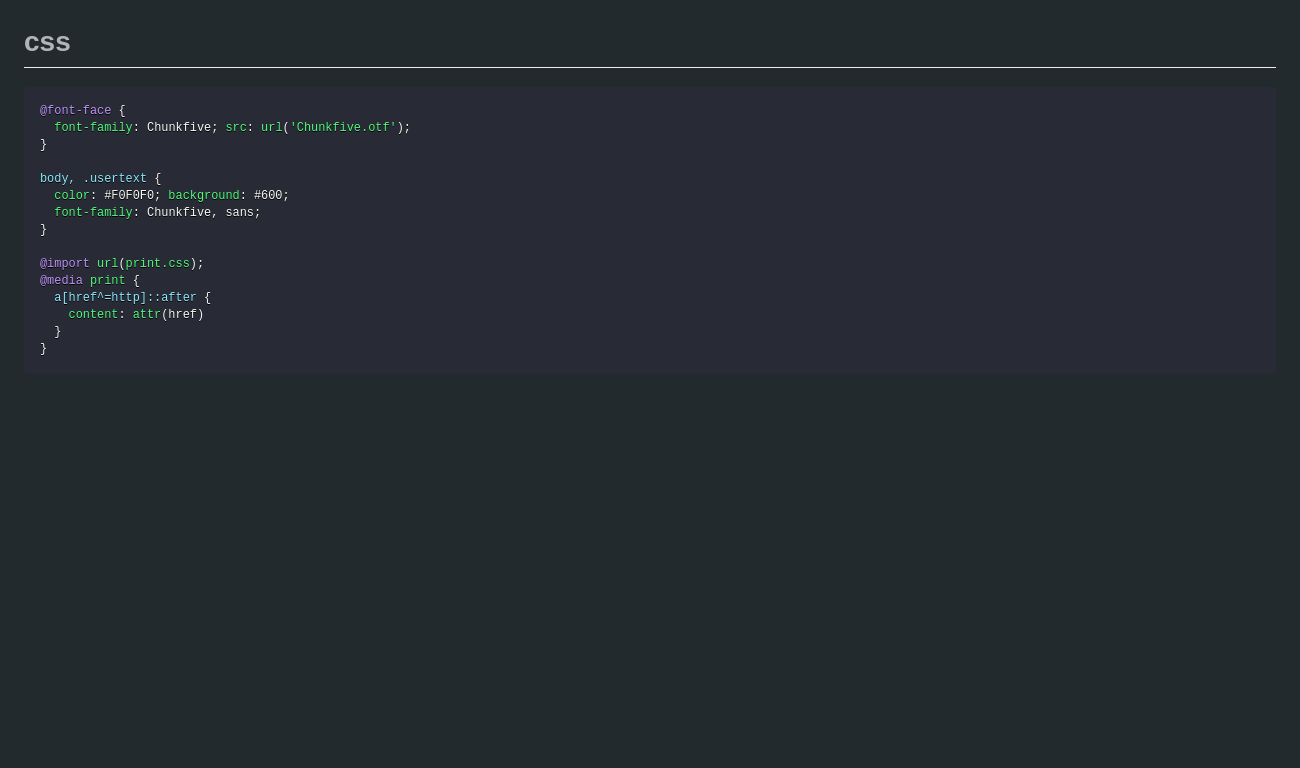 css
@font-face {
  font-family: Chunkfive; src: url('Chunkfive.otf');
}

body, .usertext {
  color: #F0F0F0; background: #600;
  font-family: Chunkfive, sans;
}

@import url(print.css);
@media print {
  a[href^=http]::after {
    content: attr(href)
  }
}